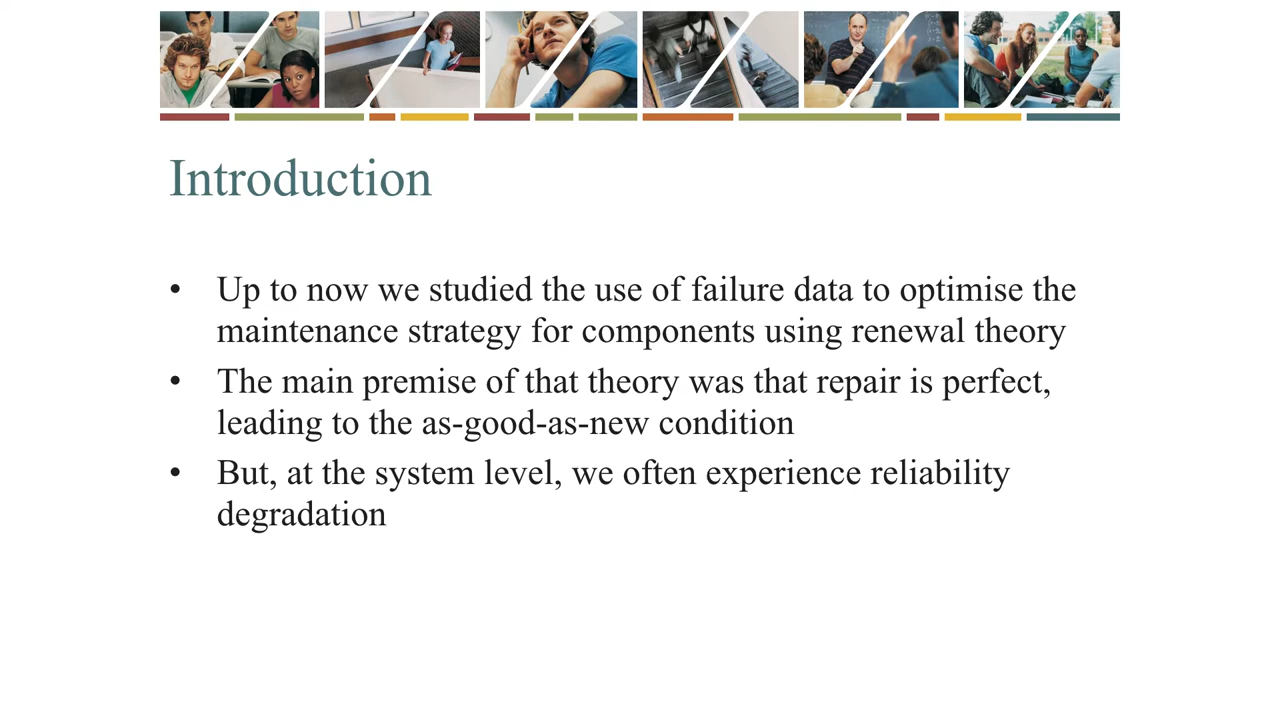 Introduction
• Up to now we studied the use of failure data to optimise the
maintenance strategy for components using renewal theory
• The main premise of that theory was that repair is perfect,
leading to the as-good-as-new condition
• But, at the system level, we often experience reliability
degradation